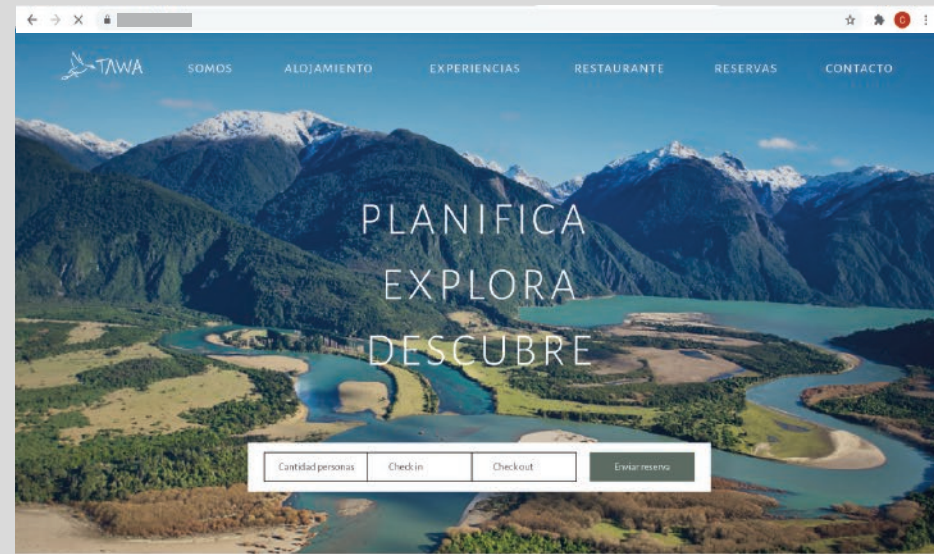 TAWA SOMOS ALOJAMIENTO EXPERIENCIAS RESTAURANTE RESERVAS CONTACTO
PLANIFICA
EXPLORA
DESCUBRE
Cantidad personas Check in Check out Enviar reserva